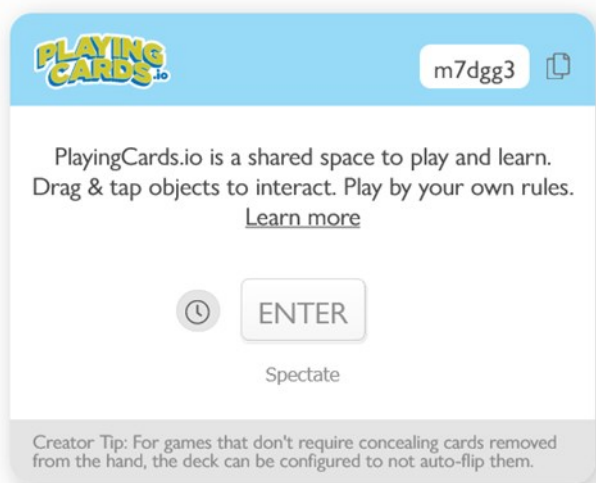 PLAYING
CARDS.io
m7dgg3
PlayingCards.io is a shared space to play and learn.
Drag & tap objects to interact. Play by your own rules.
Learn more
ENTER
Spectate
Creator Tip: For games that don't require concealing cards removed
from the hand, the deck can be configured to not auto-flip them.